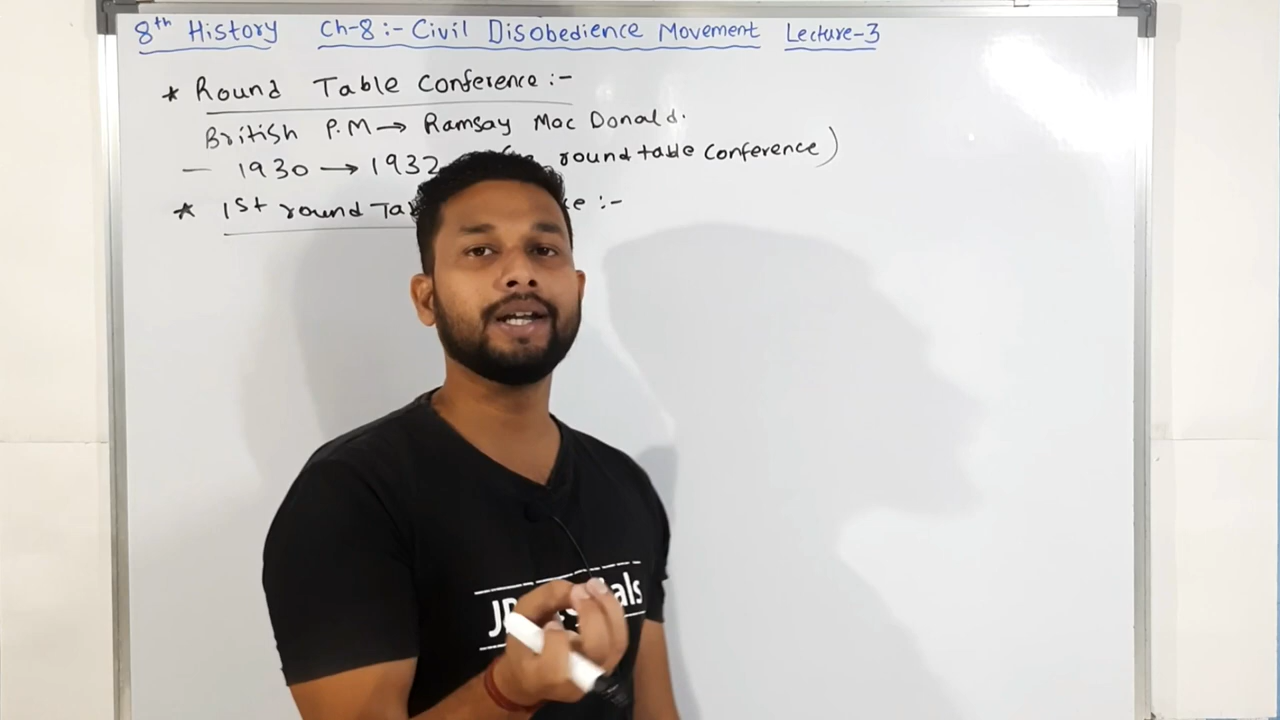 8th History Ch-8:- Civil Disobedience Movement Lecture-3
* Round Table Conference:-
British P.M → Ramsay Mac Donald.
— 1930 → 1932 round table conference)
* 1st round :-